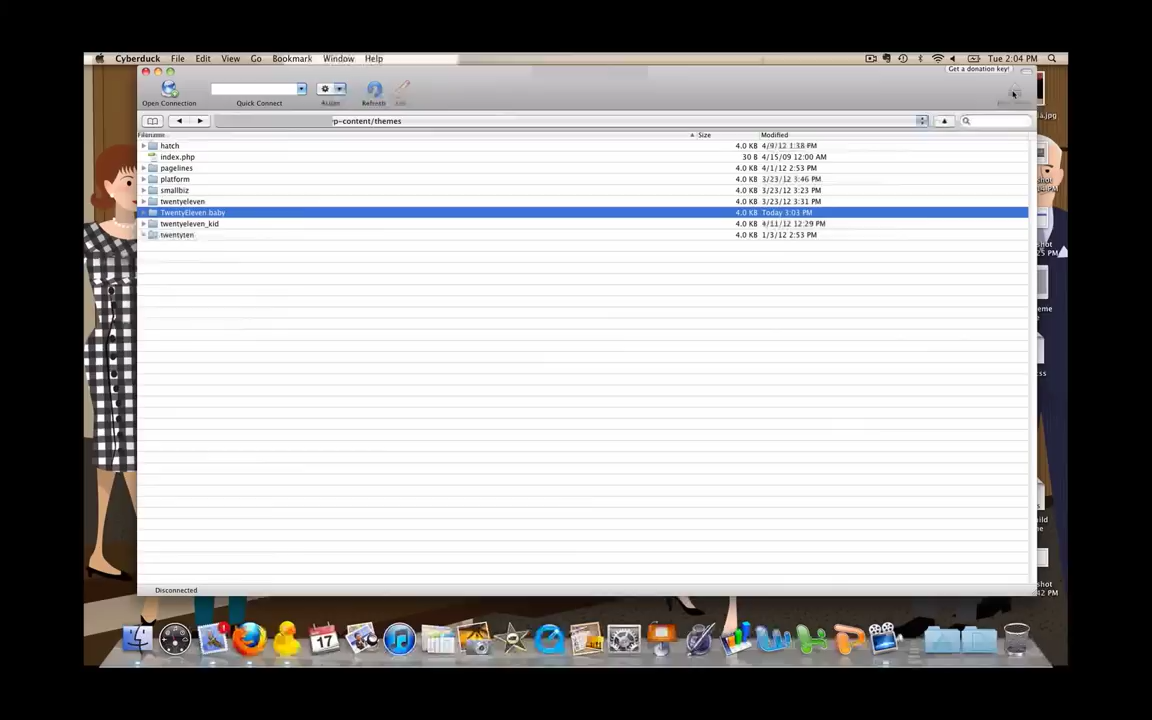 Cyberduck File Edit View Go Bookmark Window Help Tue 2:04 PM
Get a donation key!
Open Connection Quick Connect Action Refresh Edit
p-content/themes
Filename Size Modified
hatch 4.0 KB 4/9/12 1:38 PM
index.php 30 B 4/15/09 12:00 AM
pagelines 4.0 KB 4/1/12 2:53 PM
platform 4.0 KB 3/23/12 3:46 PM
smallbiz 4.0 KB 3/23/12 3:23 PM
twentyeleven 4.0 KB 3/23/12 3:31 PM
TwentyEleven baby 4.0 KB Today 3:03 PM
twentyeleven_kid 4.0 KB 4/11/12 12:29 PM
twentyten 4.0 KB 1/3/12 2:53 PM
Disconnected
17